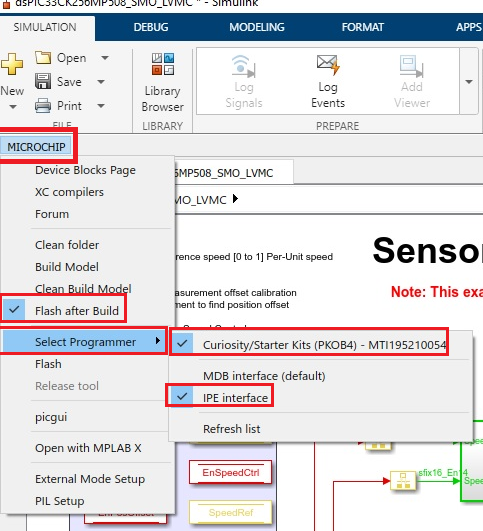 dsPIC33CK256MP508_SMO_LVMC * - Simulink
SIMULATION
DEBUG
MODELING
FORMAT
APPS
New
Open
Save
Print
FILE
Library
Browser
LIBRARY
Log
Signals
Log
Events
Add
Viewer
PREPARE
MICROCHIP
Device Blocks Page
XC compilers
Forum
Clean folder
Build Model
Clean Build Model
Flash after Build
Select Programmer
Flash
Release tool
picgui
Open with MPLAB X
External Mode Setup
PIL Setup
6MP508_SMO_LVMC
MO_LVMC
rence speed [0 to 1] Per-Unit speed
asurement offset calibration
ment to find position offset
Senso
Note: This exa
Curiosity/Starter Kits (PKOB4) - MTI195210054
MDB interface (default)
IPE interface
Refresh list
EnSpeedCtrl
SpeedRef
sfix16_En14